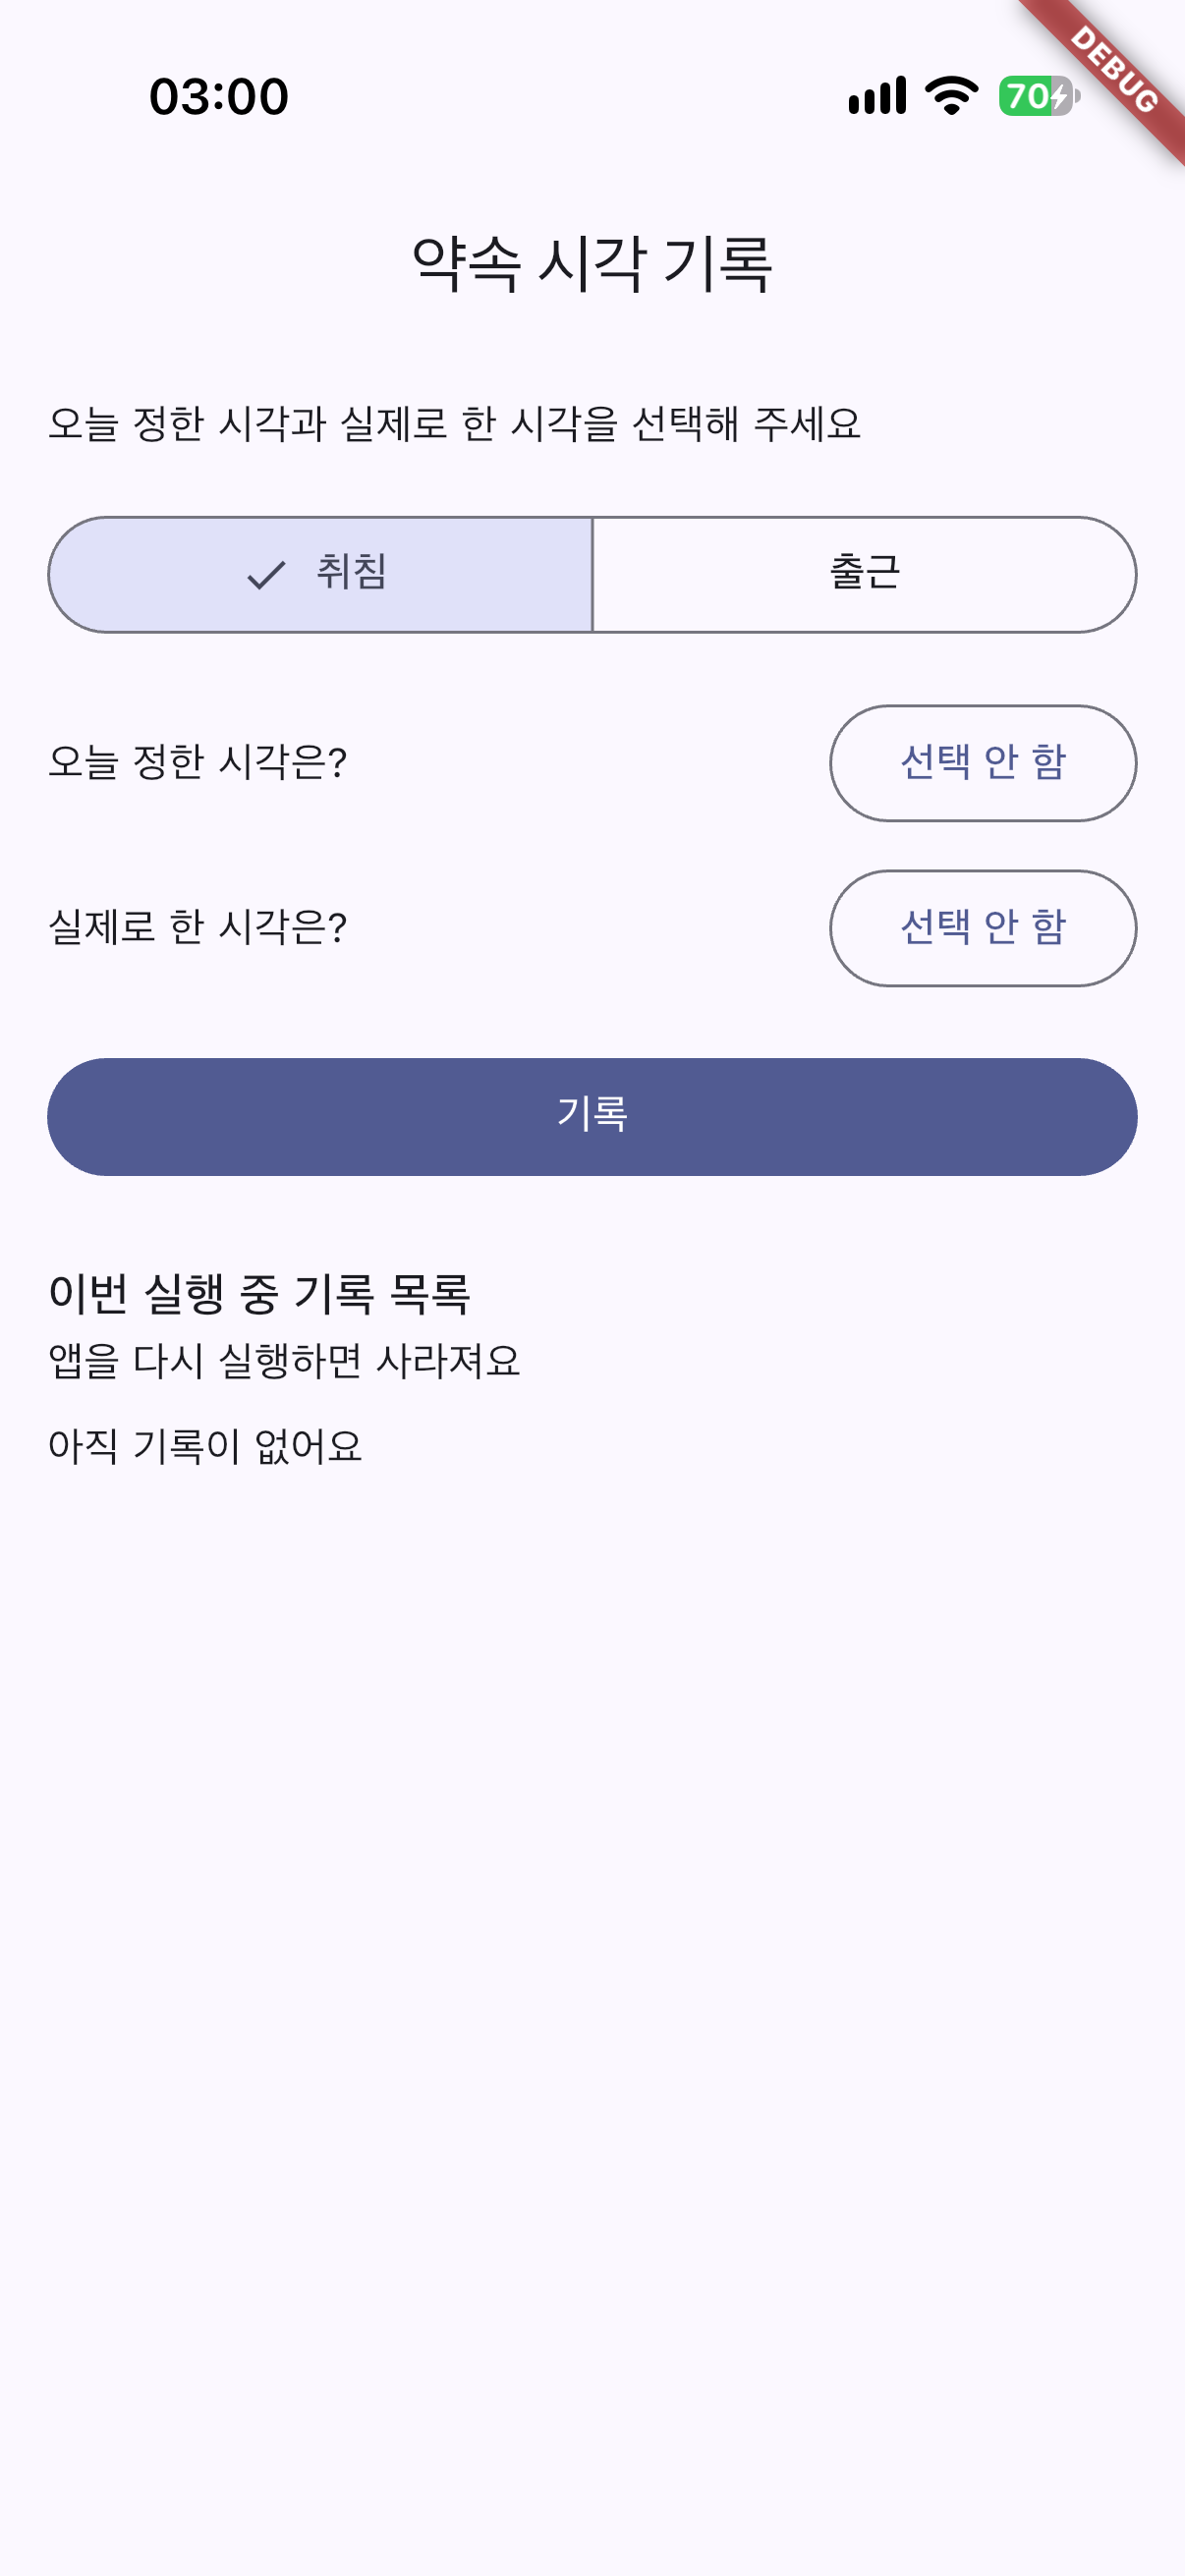 03:00
70
DEBUG
약속 시각 기록
오늘 정한 시각과 실제로 한 시각을 선택해 주세요
취침
출근
오늘 정한 시각은?
선택 안 함
실제로 한 시각은?
선택 안 함
기록
이번 실행 중 기록 목록
앱을 다시 실행하면 사라져요
아직 기록이 없어요